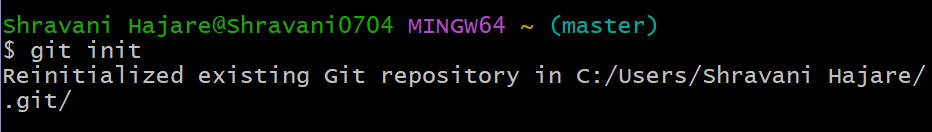 Shravani Hajare@Shravani0704 MINGW64 ~ (master)
$ git init
Reinitialized existing Git repository in C:/Users/Shravani Hajare/
.git/